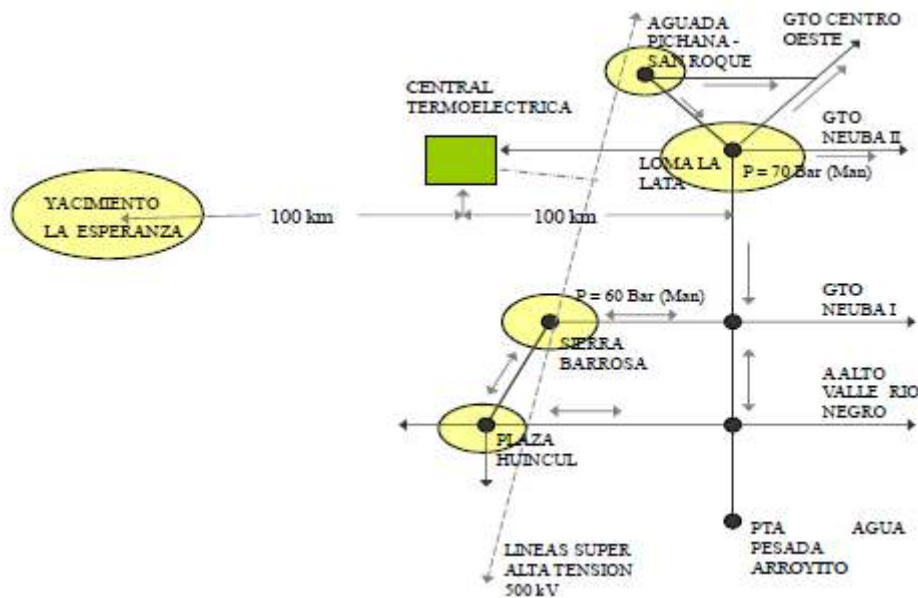 AGUADA
PICHANA -
SAN ROQUE
GTO CENTRO
OESTE
CENTRAL
TERMOELECTRICA
GTO
NEUBA II
LOMA LA
LATA
P = 70 Bar (Man)
YACIMIENTO
LA ESPERANZA
100 km
100 km
P = 60 Bar (Man)
GTO
NEUBA I
SIERRA
BARROSA
A ALTO
VALLE RIO
NEGRO
PLAZA
HUINCUL
PTA AGUA
PESADA
ARROYITO
LINEAS SUPER
ALTA TENSION
500 kV